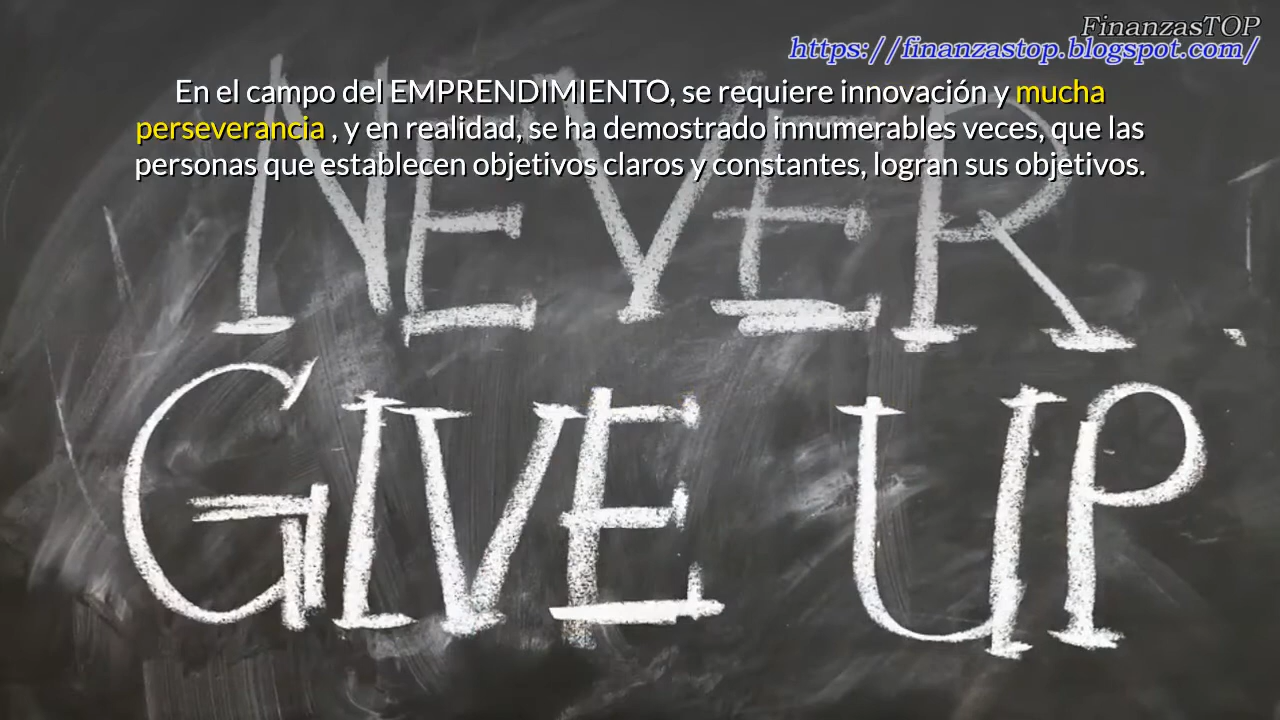 FinanzasTOP
https://finanzastop.blogspot.com/
En el campo del EMPRENDIMIENTO, se requiere innovación y mucha
perseverancia , y en realidad, se ha demostrado innumerables veces, que las
personas que establecen objetivos claros y constantes, logran sus objetivos.
NEVER
GIVE UP